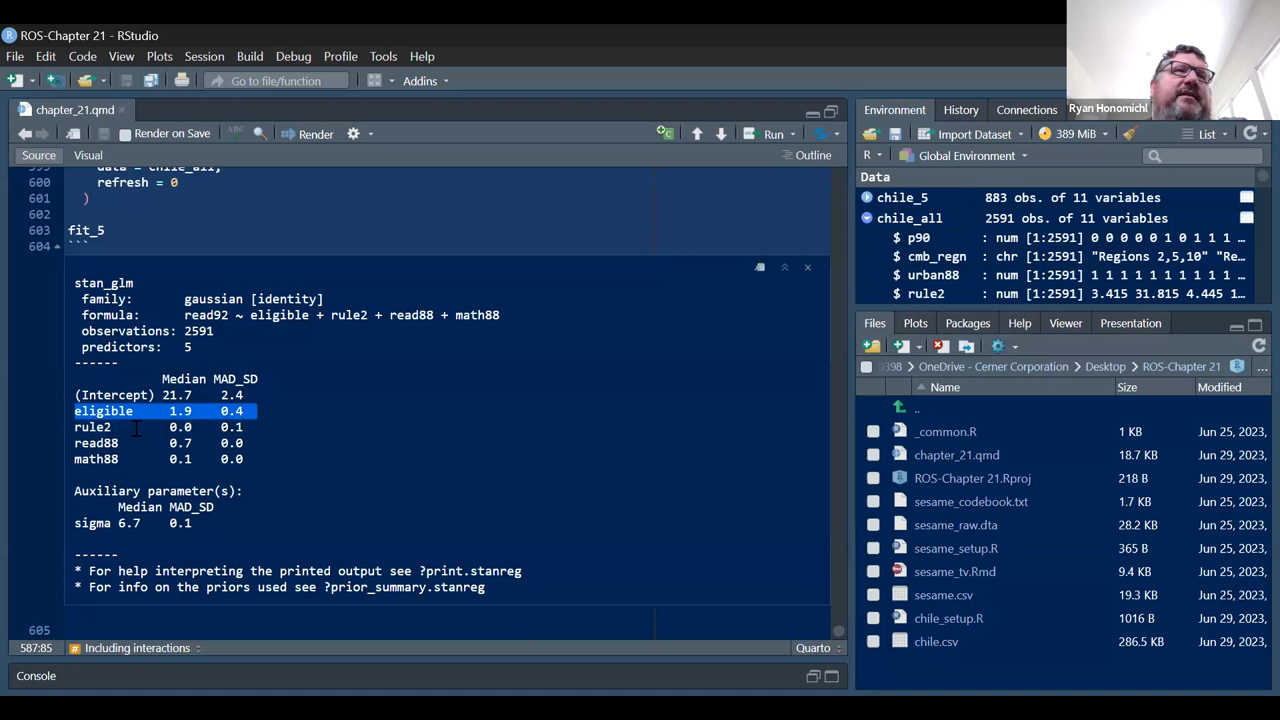 ROS-Chapter 21 - RStudio
File Edit Code View Plots Session Build Debug Profile Tools Help
Go to file/function Addins
Ryan Honomichl
chapter_21.qmd
Render on Save Render Run
Source Visual Outline
data = chile_all,
600 refresh = 0
601 )
602
603 fit_5
604 ```
stan_glm
family: gaussian [identity]
formula: read92 ~ eligible + rule2 + read88 + math88
observations: 2591
predictors: 5
------
Median MAD_SD
(Intercept) 21.7 2.4
eligible 1.9 0.4
rule2 0.0 0.1
read88 0.7 0.0
math88 0.1 0.0
Auxiliary parameter(s):
Median MAD_SD
sigma 6.7 0.1
------
* For help interpreting the printed output see ?print.stanreg
* For info on the priors used see ?prior_summary.stanreg
605
587:85 Including interactions Quarto
Console
Environment History Connections
Import Dataset 389 MiB List
R Global Environment
Data
chile_5 883 obs. of 11 variables
chile_all 2591 obs. of 11 variables
$ p90 : num [1:2591] 0 0 0 0 0 1 0 1 1 1 …
$ cmb_regn : chr [1:2591] "Regions 2,5,10" "Re…
$ urban88 : num [1:2591] 1 1 1 1 1 1 1 1 1 1 …
$ rule2 : num [1:2591] 3.415 31.815 4.445 1…
Files Plots Packages Help Viewer Presentation
0398 OneDrive - Cerner Corporation Desktop ROS-Chapter 21 ...
Name Size Modified
..
_common.R 1 KB Jun 25, 2023,
chapter_21.qmd 18.7 KB Jun 29, 2023,
ROS-Chapter 21.Rproj 218 B Jun 29, 2023,
sesame_codebook.txt 1.7 KB Jun 25, 2023,
sesame_raw.dta 28.2 KB Jun 25, 2023,
sesame_setup.R 365 B Jun 25, 2023,
sesame_tv.Rmd 9.4 KB Jun 25, 2023,
sesame.csv 19.3 KB Jun 25, 2023,
chile_setup.R 1016 B Jun 29, 2023,
chile.csv 286.5 KB Jun 29, 2023,